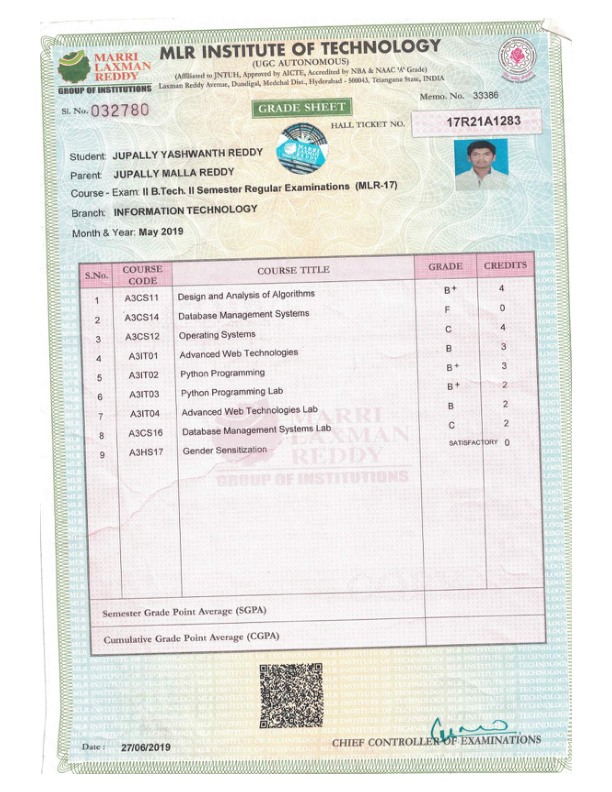 MLR INSTITUTE OF TECHNOLOGY
(UGC AUTONOMOUS)
(Affiliated to JNTUH, Approved by AICTE, Accredited by NBA & NAAC 'A' Grade)
Laxman Reddy Avenue, Dundigal, Medchal Dist., Hyderabad - 500043, Telangana State, INDIA
MARRI
LAXMAN
REDDY
GROUP OF INSTITUTIONS
Sl. No. 032780
GRADE SHEET
Memo. No. 33386
HALL TICKET NO. 17R21A1283
Student: JUPALLY YASHWANTH REDDY
Parent: JUPALLY MALLA REDDY
Course - Exam: II B.Tech. II Semester Regular Examinations (MLR-17)
Branch: INFORMATION TECHNOLOGY
Month & Year: May 2019
S.No. COURSE CODE COURSE TITLE GRADE CREDITS
1 A3CS11 Design and Analysis of Algorithms B+ 4
2 A3CS14 Database Management Systems F 0
3 A3CS12 Operating Systems C 4
4 A3IT01 Advanced Web Technologies B 3
5 A3IT02 Python Programming B+ 3
6 A3IT03 Python Programming Lab B+ 2
7 A3IT04 Advanced Web Technologies Lab B 2
8 A3CS16 Database Management Systems Lab C 2
9 A3HS17 Gender Sensitization SATISFACTORY 0
MARRI
LAXMAN
REDDY
GROUP OF INSTITUTIONS
Semester Grade Point Average (SGPA)
Cumulative Grade Point Average (CGPA)
Date: 27/06/2019
CHIEF CONTROLLER OF EXAMINATIONS